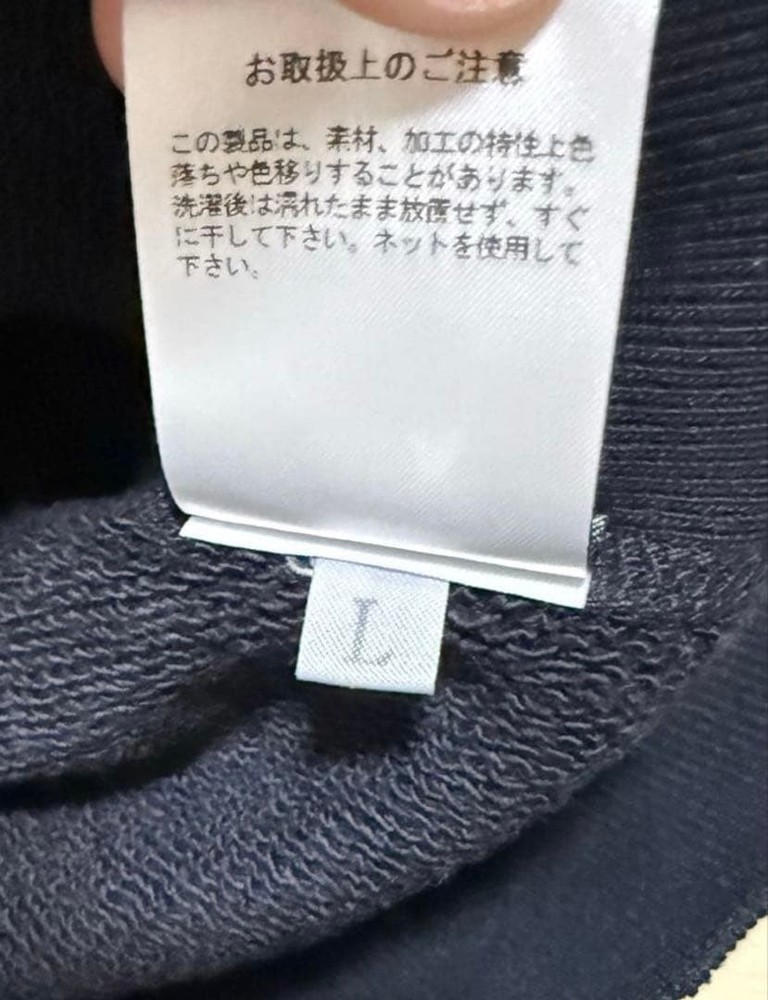 お取扱上のご注意
この製品は、素材、加工の特性上色
落ちや色移りすることがあります。
洗濯後は濡れたまま放置せず、すぐ
に干して下さい。ネットを使用して
下さい。
L